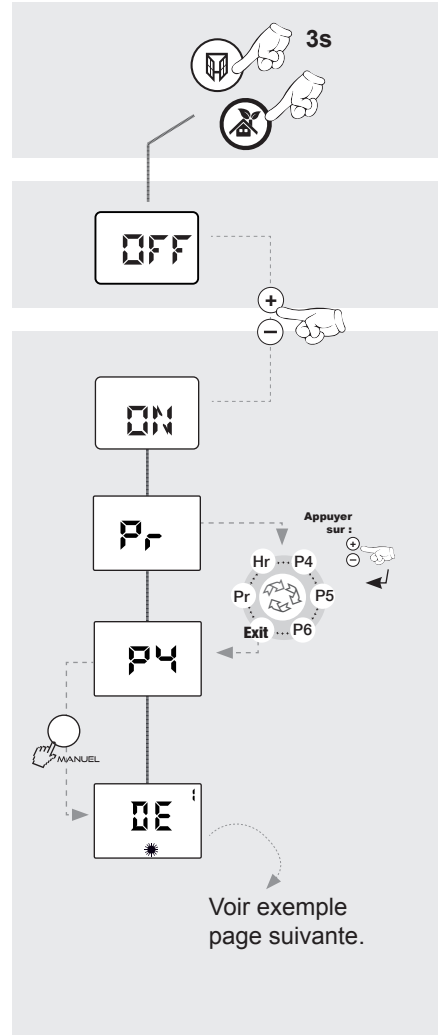 3s
OFF
+
−
ON
Pr
Appuyer
sur :
+
−
Hr ... P4
Pr P5
Exit ... P6
P4
MANUEL
1
DE
Voir exemple
page suivante.